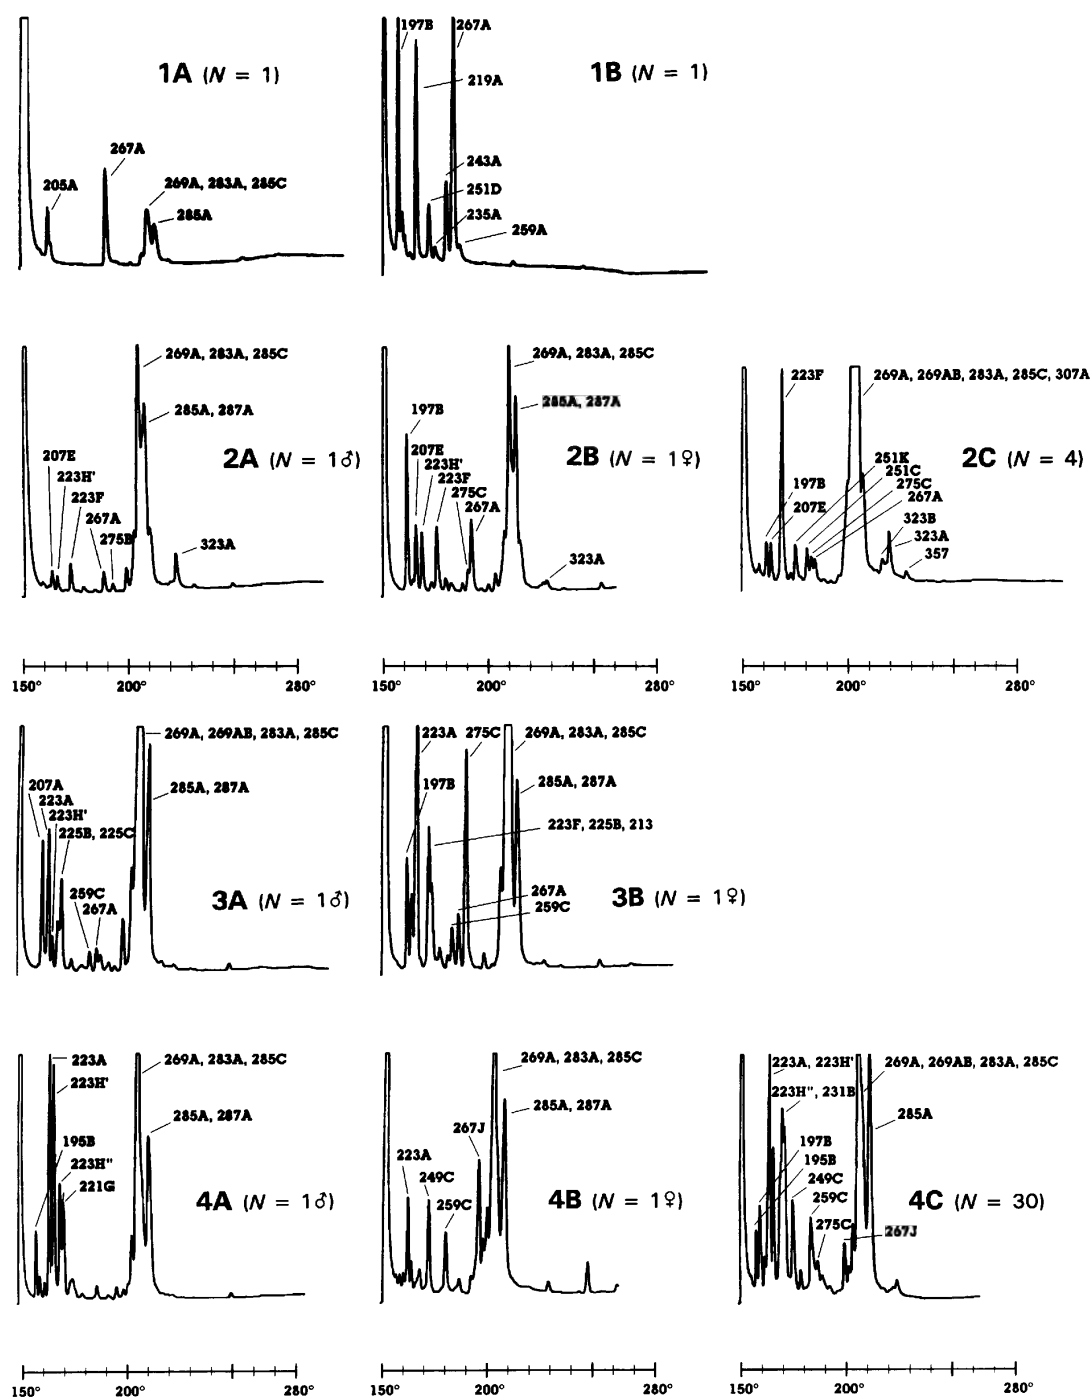 1A (N = 1)
267A
205A
269A, 283A, 285C
285A
1B (N = 1)
197B
267A
219A
243A
251D
235A
259A
2A (N = 1♂)
269A, 283A, 285C
285A, 287A
207E
223H'
223F
267A
275B
323A
2B (N = 1♀)
269A, 283A, 285C
285A, 287A
197B
207E
223H'
223F
275C
267A
323A
2C (N = 4)
223F
269A, 269AB, 283A, 285C, 307A
251K
251C
275C
267A
197B
207E
323B
323A
357
150° 200° 280°
150° 200° 280°
150° 200° 280°
3A (N = 1♂)
269A, 269AB, 283A, 285C
285A, 287A
207A
223A
223H'
225B, 225C
259C
267A
3B (N = 1♀)
223A 275C
269A, 283A, 285C
285A, 287A
197B
223F, 225B, 213
267A
259C
4A (N = 1♂)
223A
269A, 283A, 285C
223H'
285A, 287A
195B
223H"
221G
4B (N = 1♀)
269A, 283A, 285C
285A, 287A
267J
223A
249C
259C
4C (N = 30)
223A, 223H'
269A, 269AB, 283A, 285C
223H", 231B
285A
197B
195B
249C
259C
275C
267J
150° 200° 280°
150° 200° 280°
150° 200° 280°